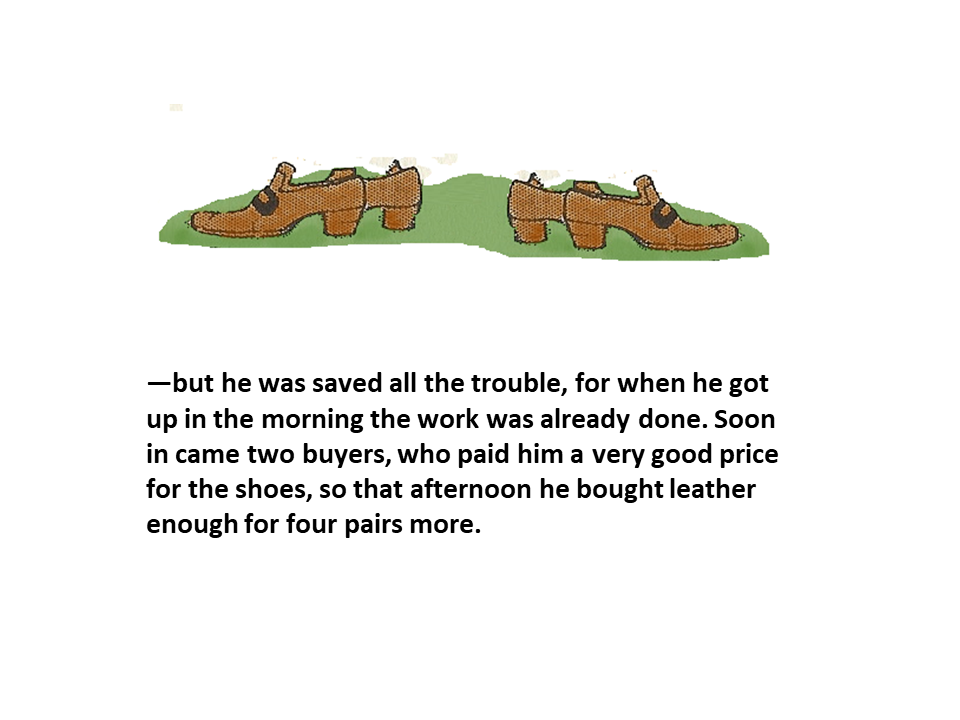 —but he was saved all the trouble, for when he got
up in the morning the work was already done. Soon
in came two buyers, who paid him a very good price
for the shoes, so that afternoon he bought leather
enough for four pairs more.